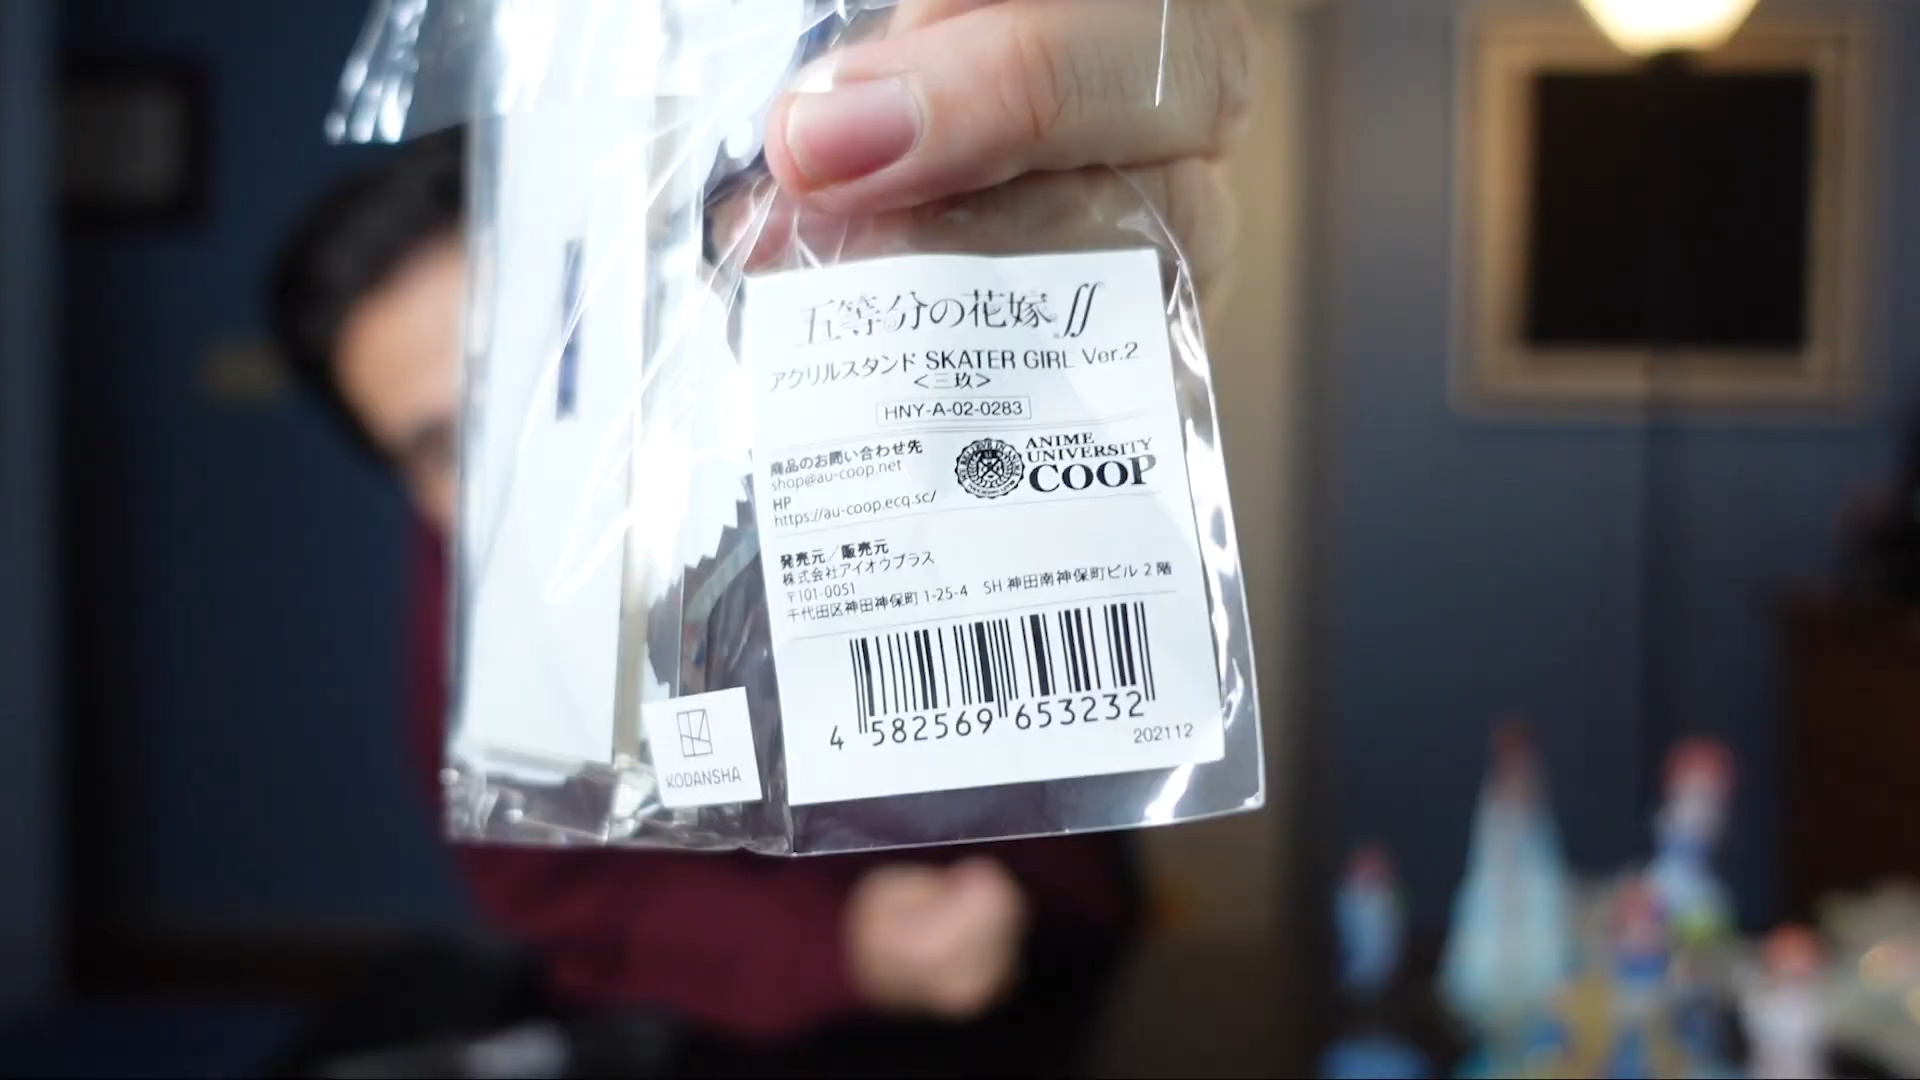 五等分の花嫁∬
アクリルスタンド SKATER GIRL Ver.2
<三玖>
HNY-A-02-0283
商品のお問い合わせ先
shop@au-coop.net
HP
https://au-coop.ecq.sc/
ANIME
UNIVERSITY
COOP
発売元／販売元
株式会社アイオウプラス
〒101-0051
千代田区神田神保町 1-25-4 SH 神田南神保町ビル 2 階
4 582569 653232
202112
KODANSHA